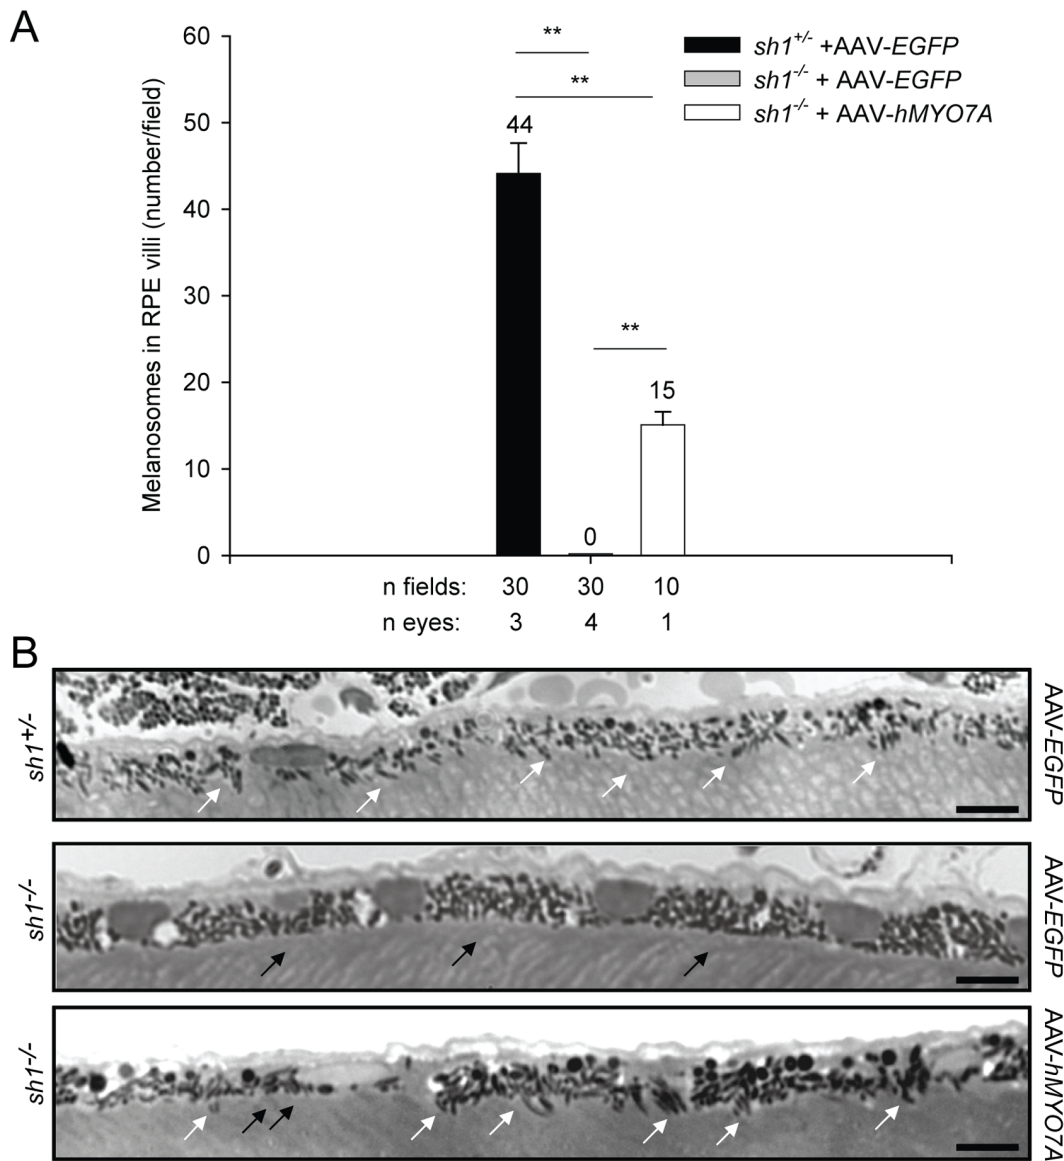 A
Melanosomes in RPE villi (number/field)
60
50
40
30
20
10
0
**
**
**
44
0
15
sh1+/- +AAV-EGFP
sh1-/- + AAV-EGFP
sh1-/- + AAV-hMYO7A
n fields: 30 30 10
n eyes: 3 4 1
B
sh1+/-
AAV-EGFP
sh1-/-
AAV-EGFP
sh1-/-
AAV-hMYO7A